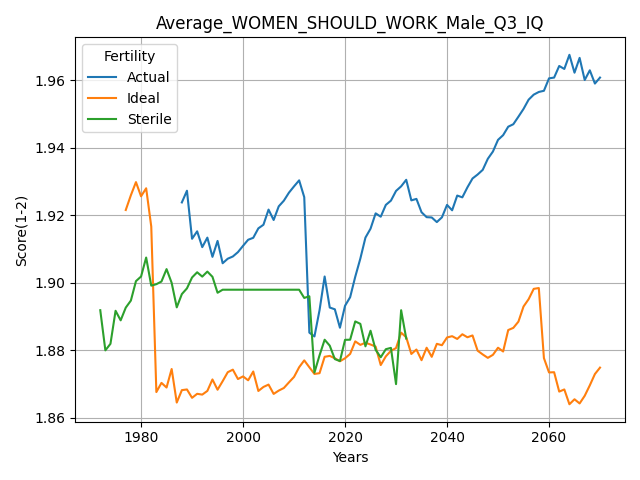 Average_WOMEN_SHOULD_WORK_Male_Q3_IQ
Fertility
Actual
Ideal
Sterile
Score(1-2)
1.96
1.94
1.92
1.90
1.88
1.86
1980
2000
2020
2040
2060
Years